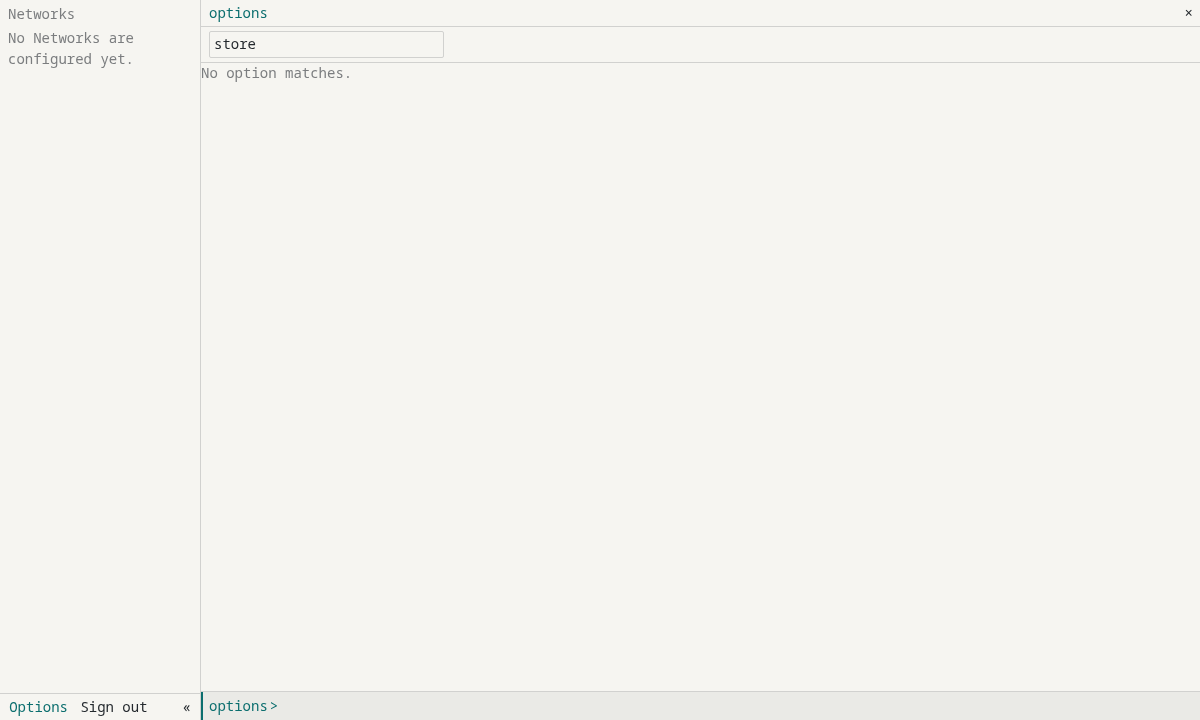 Networks
No Networks are
configured yet.
options ×
store
No option matches.
Options Sign out «
options>